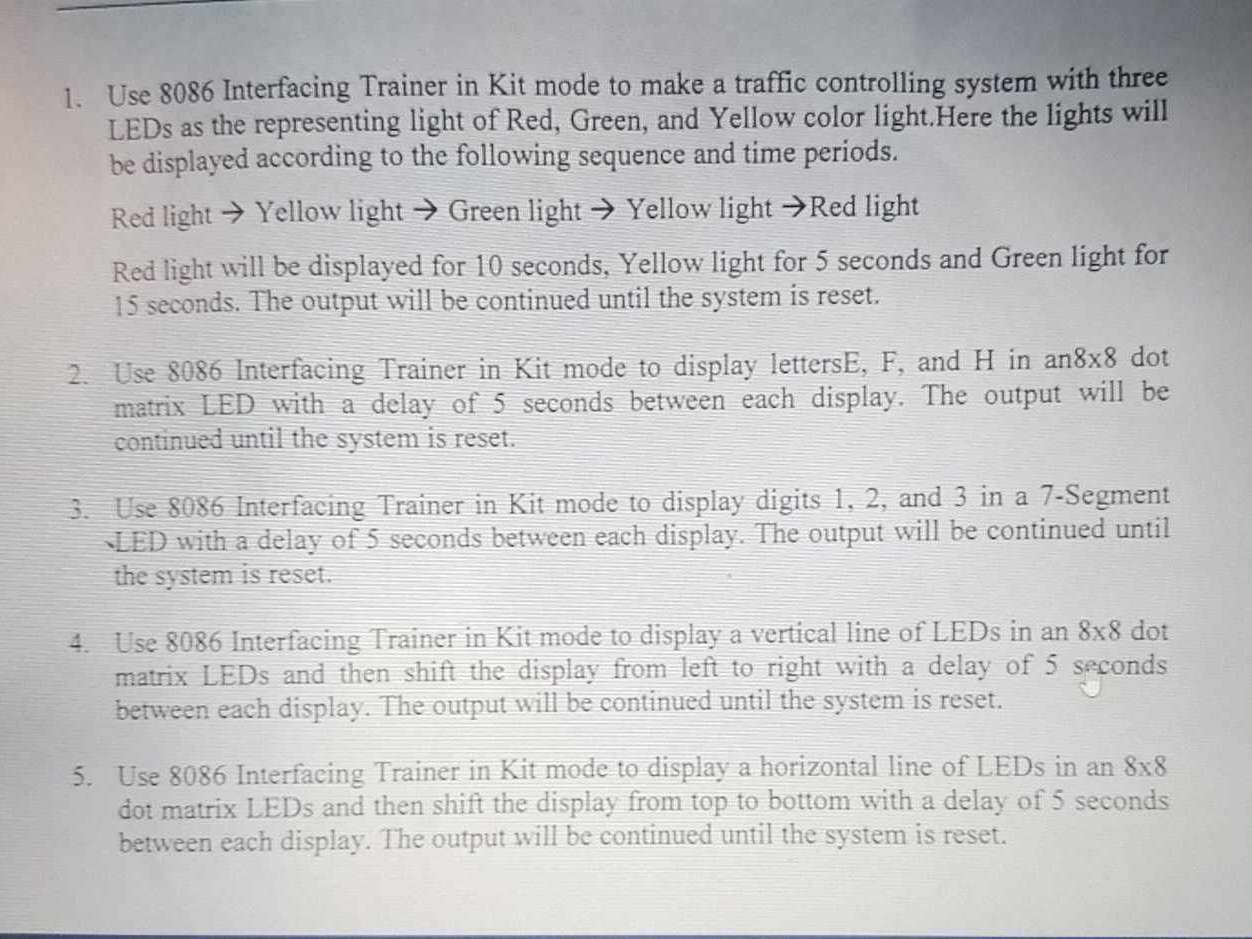 1. Use 8086 Interfacing Trainer in Kit mode to make a traffic controlling system with three
LEDs as the representing light of Red, Green, and Yellow color light.Here the lights will
be displayed according to the following sequence and time periods.
Red light → Yellow light → Green light → Yellow light →Red light
Red light will be displayed for 10 seconds, Yellow light for 5 seconds and Green light for
15 seconds. The output will be continued until the system is reset.
2. Use 8086 Interfacing Trainer in Kit mode to display lettersE, F, and H in an8x8 dot
matrix LED with a delay of 5 seconds between each display. The output will be
continued until the system is reset.
3. Use 8086 Interfacing Trainer in Kit mode to display digits 1, 2, and 3 in a 7-Segment
LED with a delay of 5 seconds between each display. The output will be continued until
the system is reset.
4. Use 8086 Interfacing Trainer in Kit mode to display a vertical line of LEDs in an 8x8 dot
matrix LEDs and then shift the display from left to right with a delay of 5 seconds
between each display. The output will be continued until the system is reset.
5. Use 8086 Interfacing Trainer in Kit mode to display a horizontal line of LEDs in an 8x8
dot matrix LEDs and then shift the display from top to bottom with a delay of 5 seconds
between each display. The output will be continued until the system is reset.